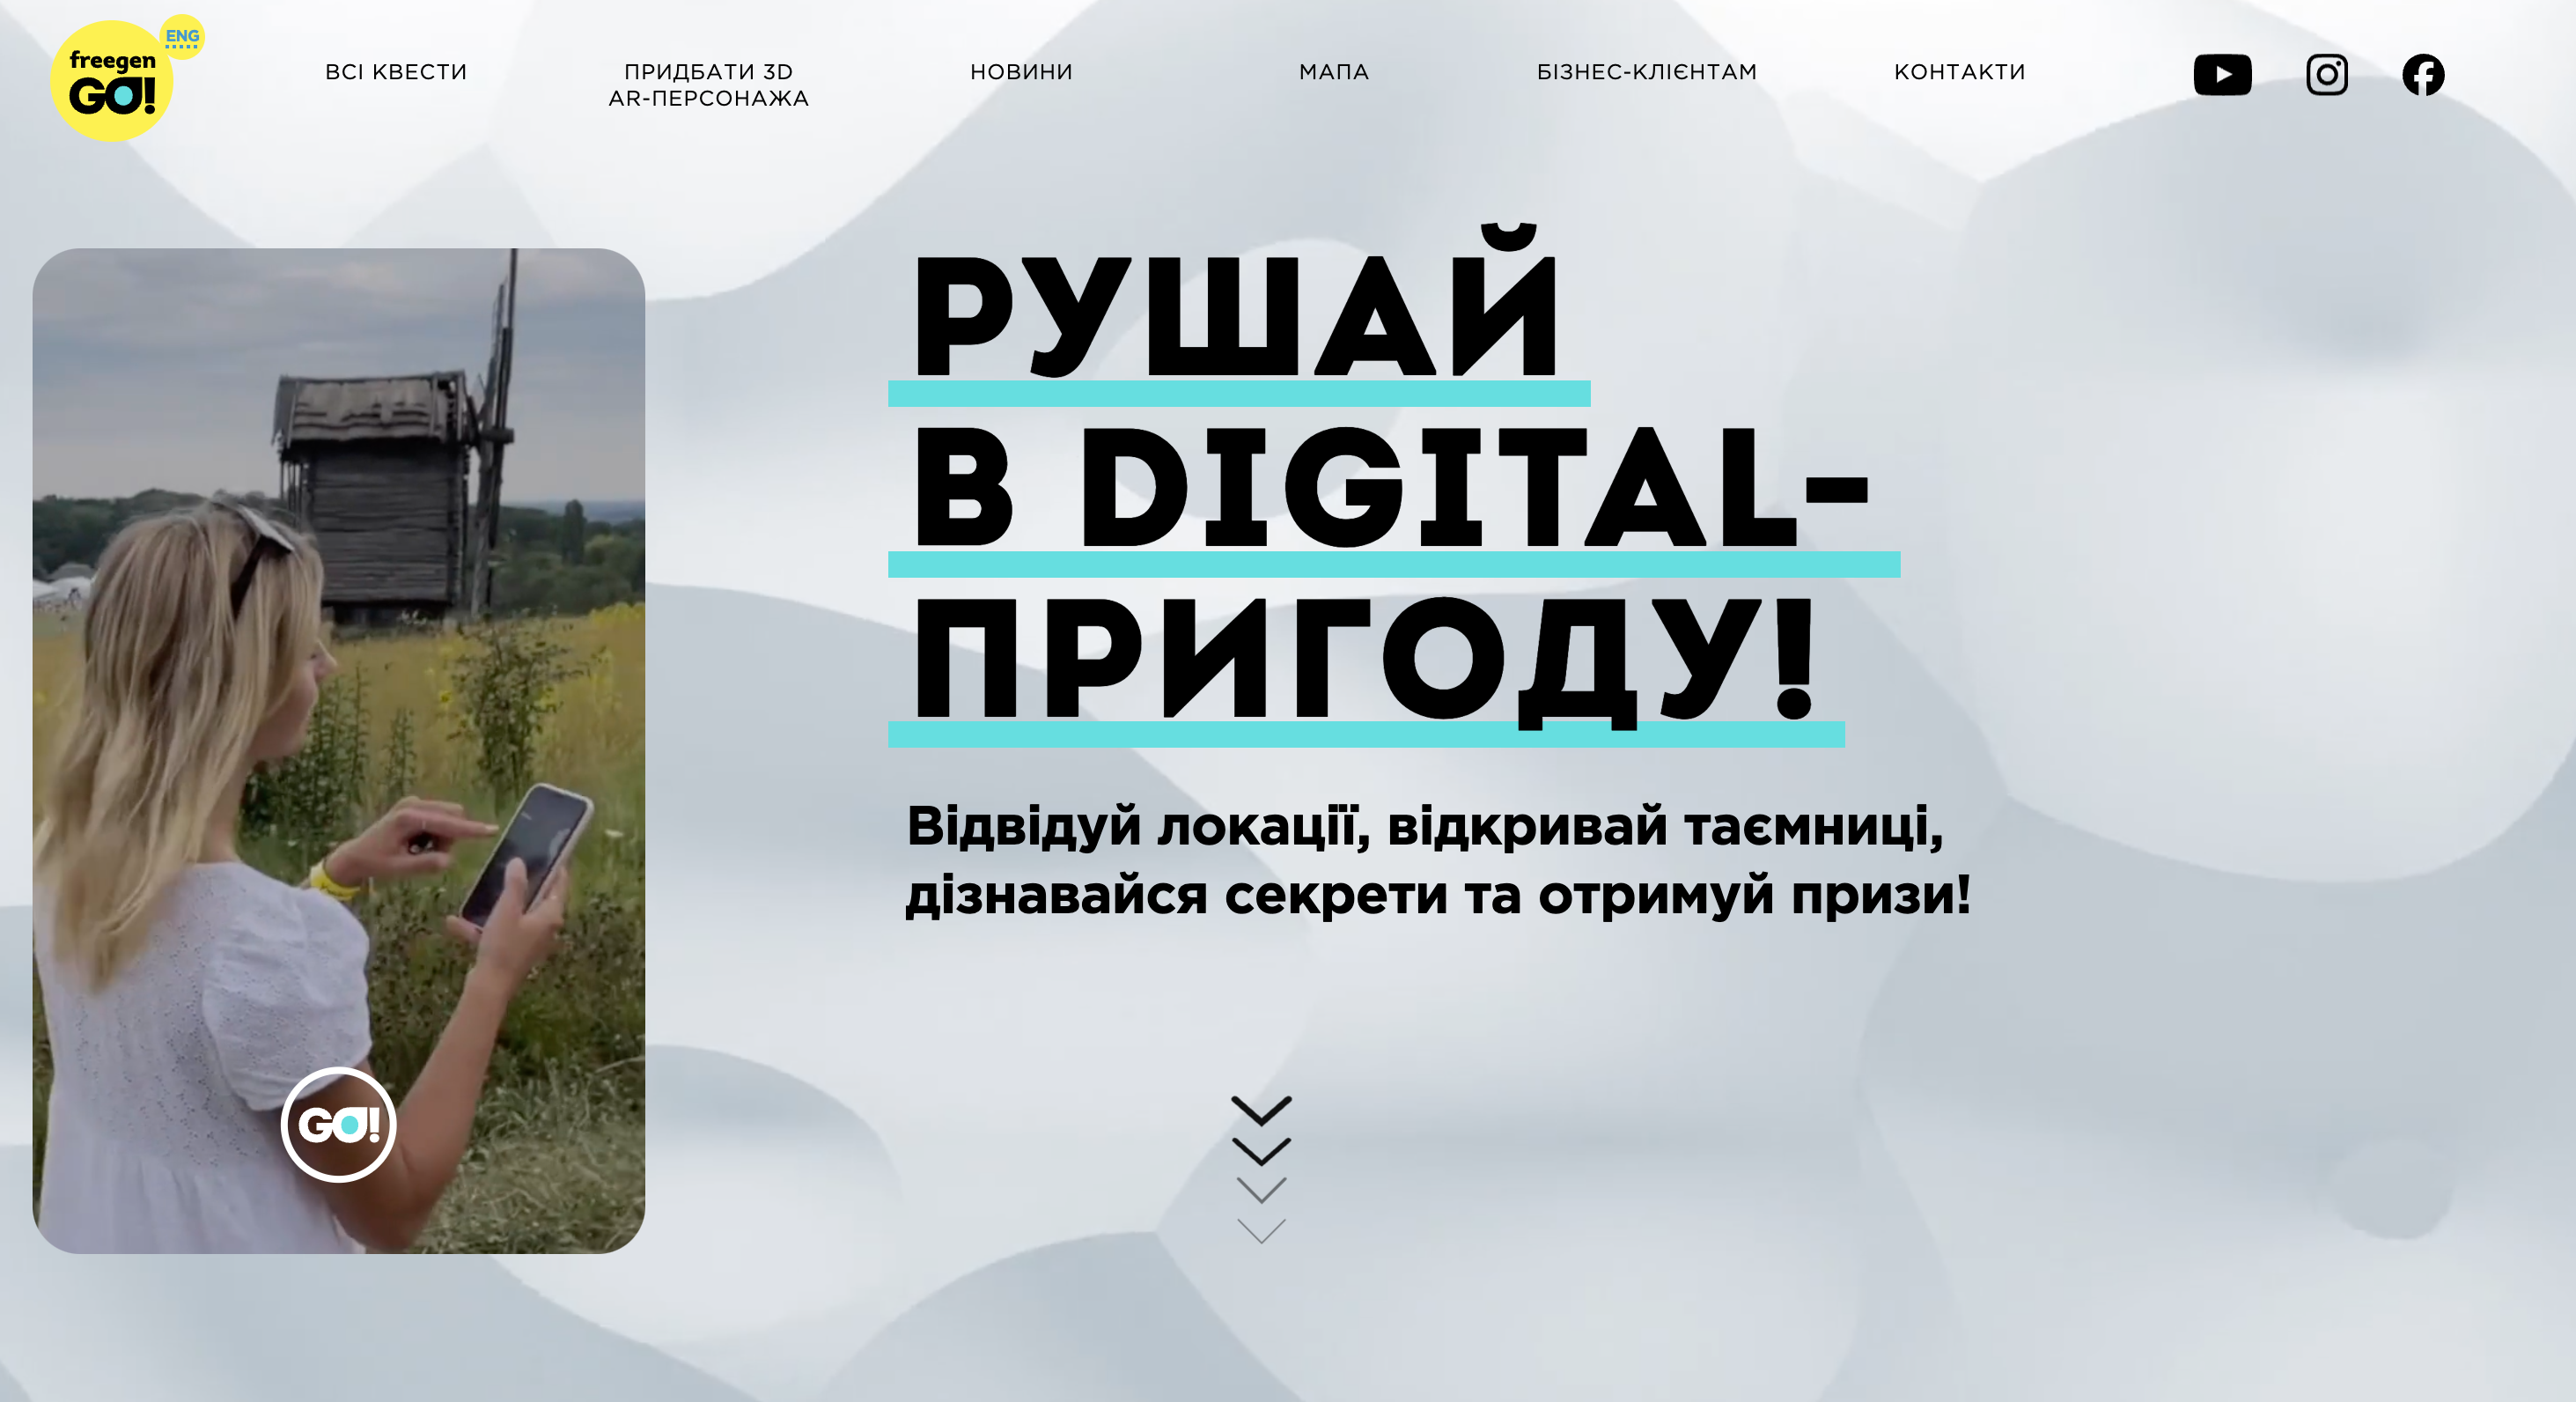 freegen
GO!
ENG
ВСІ КВЕСТИ
ПРИДБАТИ 3D
AR-ПЕРСОНАЖА
НОВИНИ
МАПА
БІЗНЕС-КЛІЄНТАМ
КОНТАКТИ
РУШАЙ
В DIGITAL-
ПРИГОДУ!
Відвідуй локації, відкривай таємниці,
дізнавайся секрети та отримуй призи!
GO!